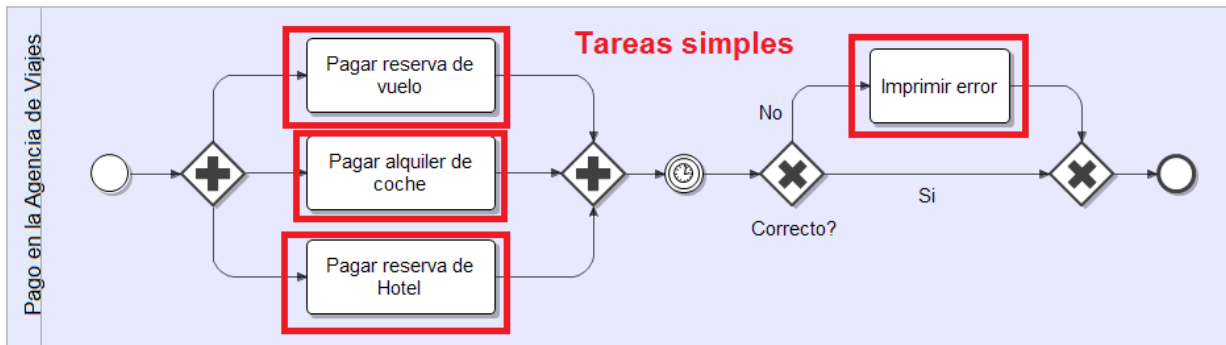 Pago en la Agencia de Viajes
Tareas simples
Pagar reserva de
vuelo
Pagar alquiler de
coche
Pagar reserva de
Hotel
No
Imprimir error
Si
Correcto?